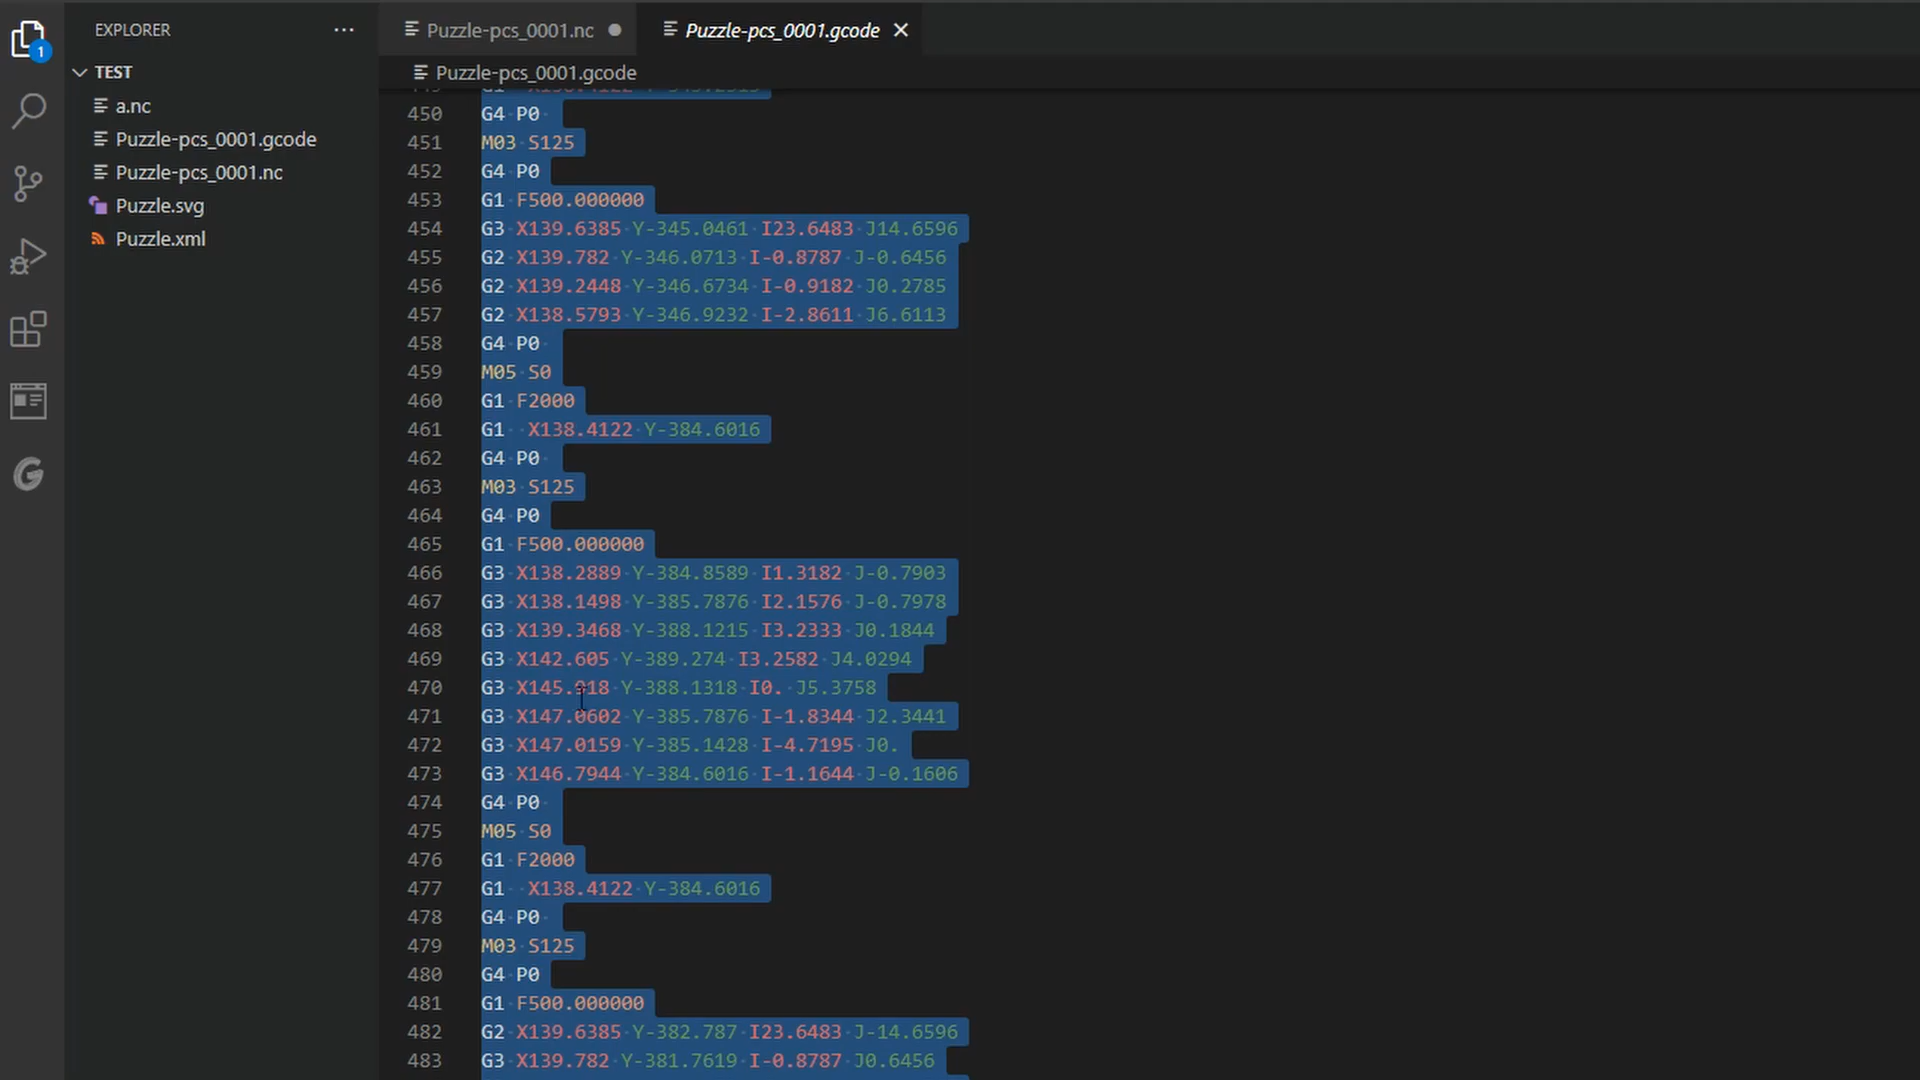 EXPLORER ...
TEST
a.nc
Puzzle-pcs_0001.gcode
Puzzle-pcs_0001.nc
Puzzle.svg
Puzzle.xml
1
Puzzle-pcs_0001.nc
Puzzle-pcs_0001.gcode
Puzzle-pcs_0001.gcode
450 G4 P0
451 M03 S125
452 G4 P0
453 G1 F500.000000
454 G3 X139.6385 Y-345.0461 I23.6483 J14.6596
455 G2 X139.782 Y-346.0713 I-0.8787 J-0.6456
456 G2 X139.2448 Y-346.6734 I-0.9182 J0.2785
457 G2 X138.5793 Y-346.9232 I-2.8611 J6.6113
458 G4 P0
459 M05 S0
460 G1 F2000
461 G1 X138.4122 Y-384.6016
462 G4 P0
463 M03 S125
464 G4 P0
465 G1 F500.000000
466 G3 X138.2889 Y-384.8589 I1.3182 J-0.7903
467 G3 X138.1498 Y-385.7876 I2.1576 J-0.7978
468 G3 X139.3468 Y-388.1215 I3.2333 J0.1844
469 G3 X142.605 Y-389.274 I3.2582 J4.0294
470 G3 X145.918 Y-388.1318 I0. J5.3758
471 G3 X147.0602 Y-385.7876 I-1.8344 J2.3441
472 G3 X147.0159 Y-385.1428 I-4.7195 J0.
473 G3 X146.7944 Y-384.6016 I-1.1644 J-0.1606
474 G4 P0
475 M05 S0
476 G1 F2000
477 G1 X138.4122 Y-384.6016
478 G4 P0
479 M03 S125
480 G4 P0
481 G1 F500.000000
482 G2 X139.6385 Y-382.787 I23.6483 J-14.6596
483 G3 X139.782 Y-381.7619 I-0.8787 J0.6456